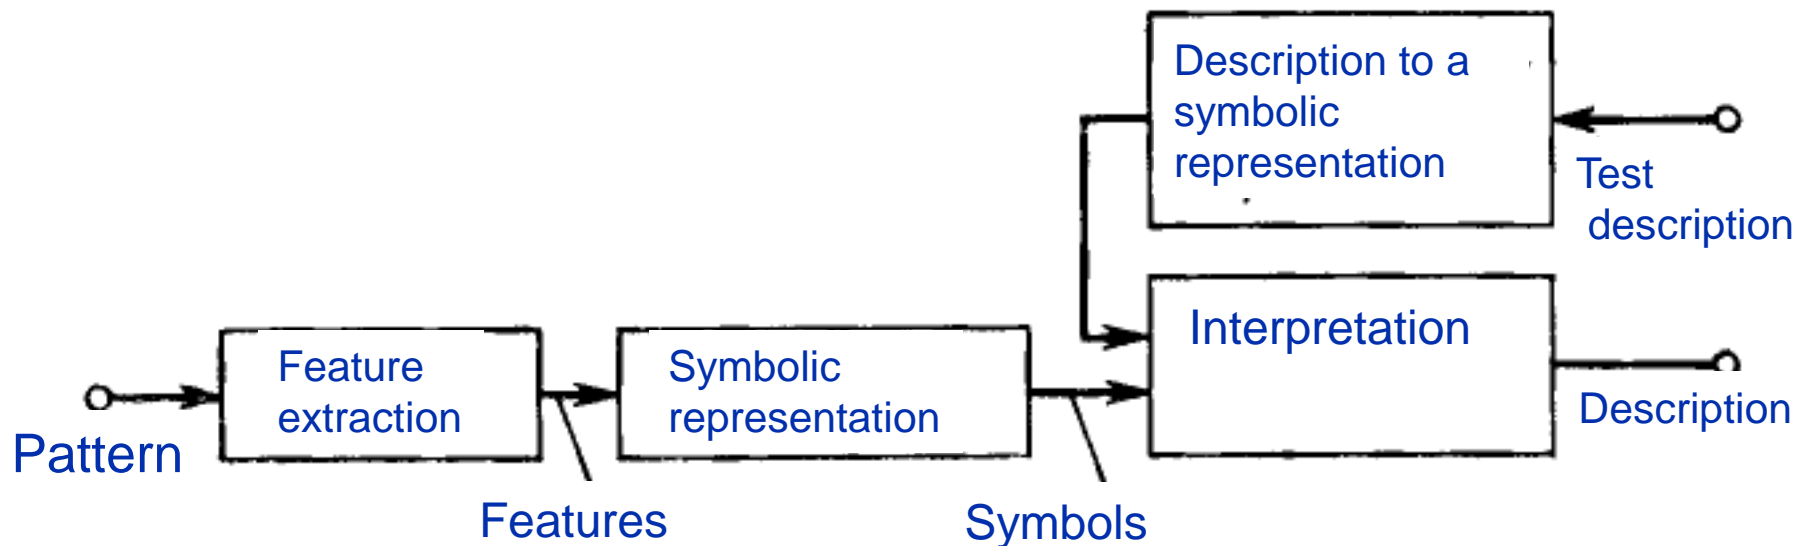 Description to a
symbolic
representation
Test
description
Interpretation
Feature
extraction
Symbolic
representation
Description
Pattern
Features
Symbols